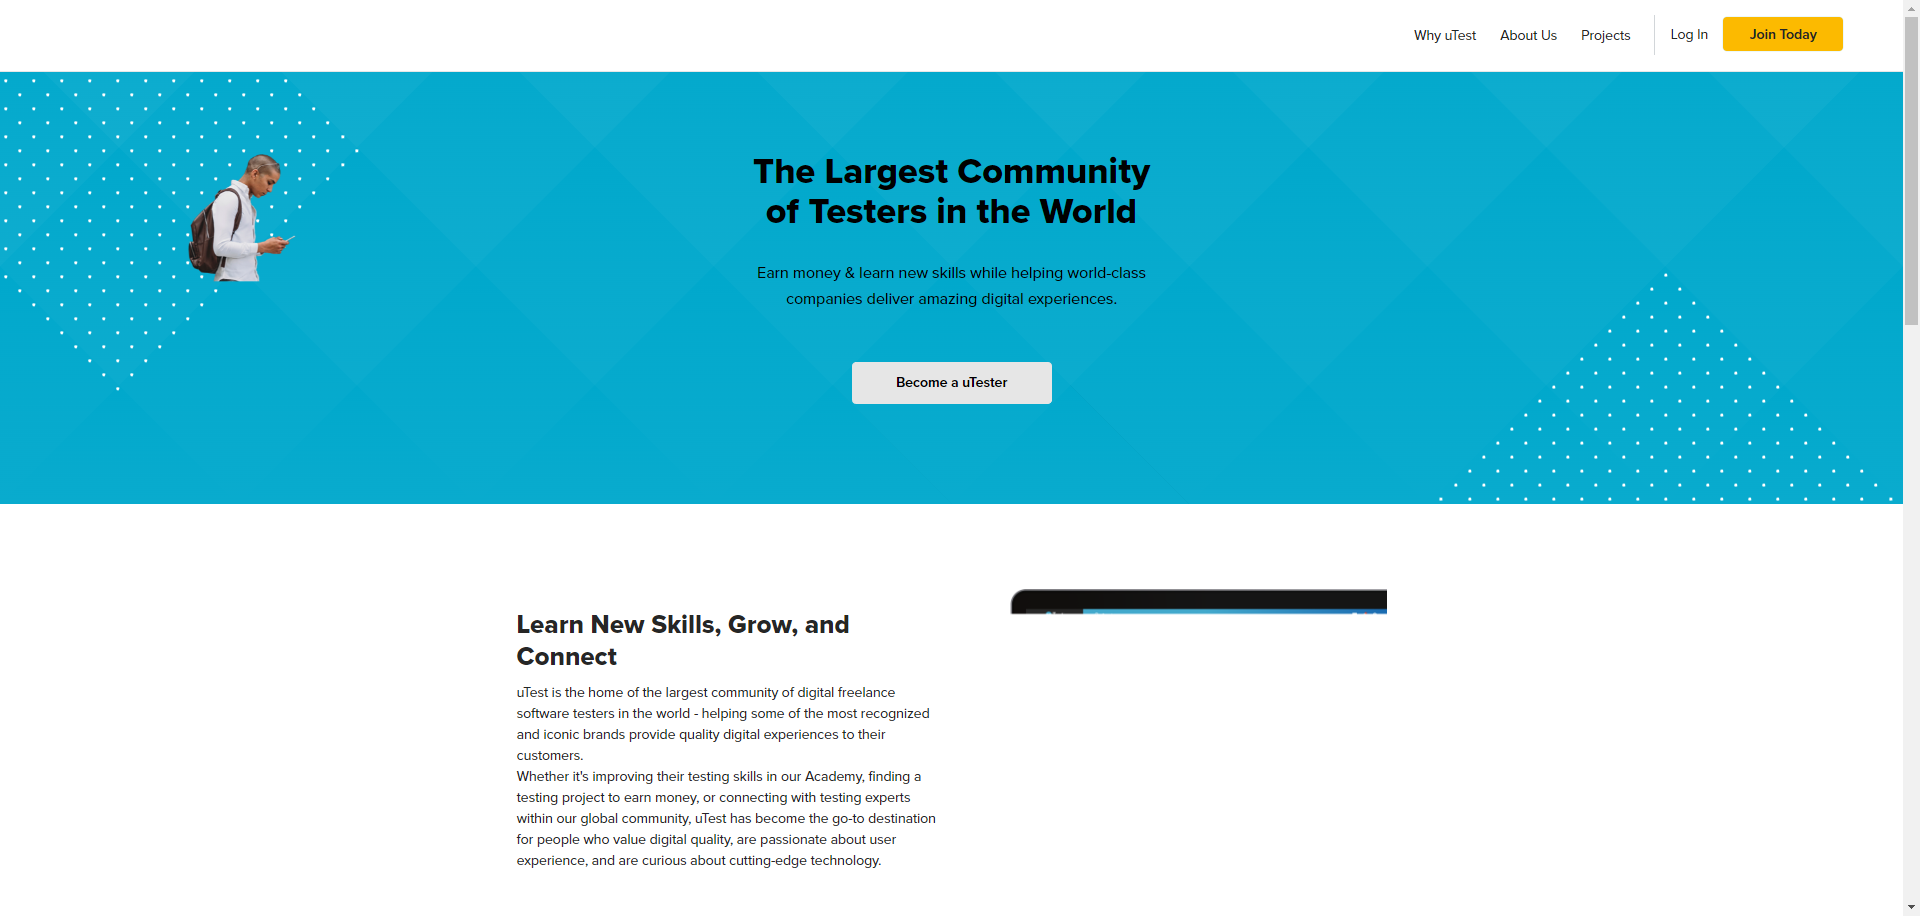 Why uTest
About Us
Projects
Log In
Join Today
The Largest Community
of Testers in the World
Earn money & learn new skills while helping world-class
companies deliver amazing digital experiences.
Become a uTester
Learn New Skills, Grow, and
Connect
uTest is the home of the largest community of digital freelance
software testers in the world - helping some of the most recognized
and iconic brands provide quality digital experiences to their
customers.
Whether it's improving their testing skills in our Academy, finding a
testing project to earn money, or connecting with testing experts
within our global community, uTest has become the go-to destination
for people who value digital quality, are passionate about user
experience, and are curious about cutting-edge technology.